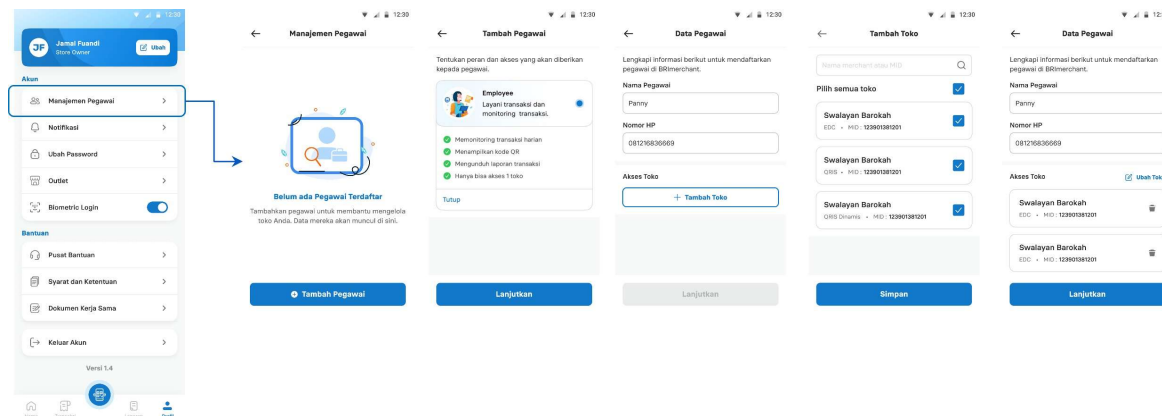 12:30
JF
Jamal Fuandi
Store Owner
Ubah
Akun
Manajemen Pegawai
Notifikasi
Ubah Password
Outlet
Biometric Login
Bantuan
Pusat Bantuan
Syarat dan Ketentuan
Dokumen Kerja Sama
Keluar Akun
Versi 1.4
12:30
Manajemen Pegawai
Belum ada Pegawai Terdaftar
Tambahkan pegawai untuk membantu mengelola
toko Anda. Data mereka akan muncul di sini.
Tambah Pegawai
12:30
Tambah Pegawai
Tentukan peran dan akses yang akan diberikan
kepada pegawai.
Employee
Layani transaksi dan
monitoring transaksi.
Memonitoring transaksi harian
Menampilkan kode QR
Mengunduh laporan transaksi
Hanya bisa akses 1 toko
Tutup
Lanjutkan
12:30
Data Pegawai
Lengkapi informasi berikut untuk mendaftarkan
pegawai di BRImerchant.
Nama Pegawai
Panny
Nomor HP
081216836669
Akses Toko
+ Tambah Toko
Lanjutkan
12:30
Tambah Toko
Nama merchant atau MID
Pilih semua toko
Swalayan Barokah
EDC • MID : 123901381201
Swalayan Barokah
QRIS • MID : 123901381201
Swalayan Barokah
QRIS Dinamis • MID : 123901381201
Simpan
Data Pegawai
Lengkapi informasi berikut untuk mendaftarkan
pegawai di BRImerchant.
Nama Pegawai
Panny
Nomor HP
081216836669
Akses Toko
Ubah Tok
Swalayan Barokah
EDC • MID : 123901381201
Swalayan Barokah
EDC • MID : 123901381201
Lanjutkan